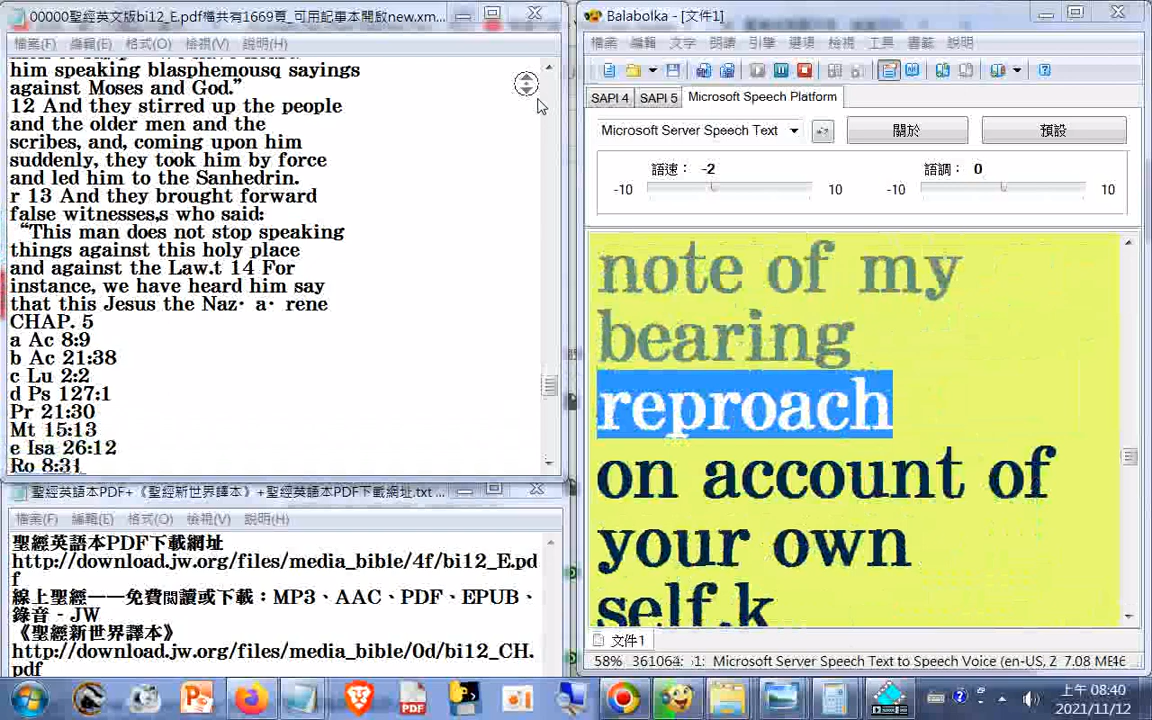 00000聖經英文版bi12_E.pdf檔共有1669頁_可用記事本開啟new.xm...
檔案(F) 編輯(E) 格式(O) 檢視(V) 說明(H)
him speaking blasphemousq sayings
against Moses and God.”
12 And they stirred up the people
and the older men and the
scribes, and, coming upon him
suddenly, they took him by force
and led him to the Sanhedrin.
r 13 And they brought forward
false witnesses,s who said:
“This man does not stop speaking
things against this holy place
and against the Law.t 14 For
instance, we have heard him say
that this Jesus the Naz· a· rene
CHAP. 5
a Ac 8:9
b Ac 21:38
c Lu 2:2
d Ps 127:1
Pr 21:30
Mt 15:13
e Isa 26:12
Ro 8:31
聖經英語本PDF+《聖經新世界譯本》+聖經英語本PDF下載網址.txt ...
檔案(F) 編輯(E) 格式(O) 檢視(V) 說明(H)
聖經英語本PDF下載網址
http://download.jw.org/files/media_bible/4f/bi12_E.pd
f
線上聖經——免費閱讀或下載：MP3、AAC、PDF、EPUB、
錄音 - JW
《聖經新世界譯本》
http://download.jw.org/files/media_bible/0d/bi12_CH.
pdf
Balabolka - [文件1]
檔案 編輯 文字 朗讀 引擎 選項 檢視 工具 書籤 說明
SAPI 4 SAPI 5 Microsoft Speech Platform
Microsoft Server Speech Text 關於 預設
語速： -2 語調： 0
-10 10 -10 10
note of my
bearing
reproach
on account of
your own
self.k
文件1
58% 361064: :1: Microsoft Server Speech Text to Speech Voice (en-US, 2 7.08 ME
上午 08:40
2021/11/12